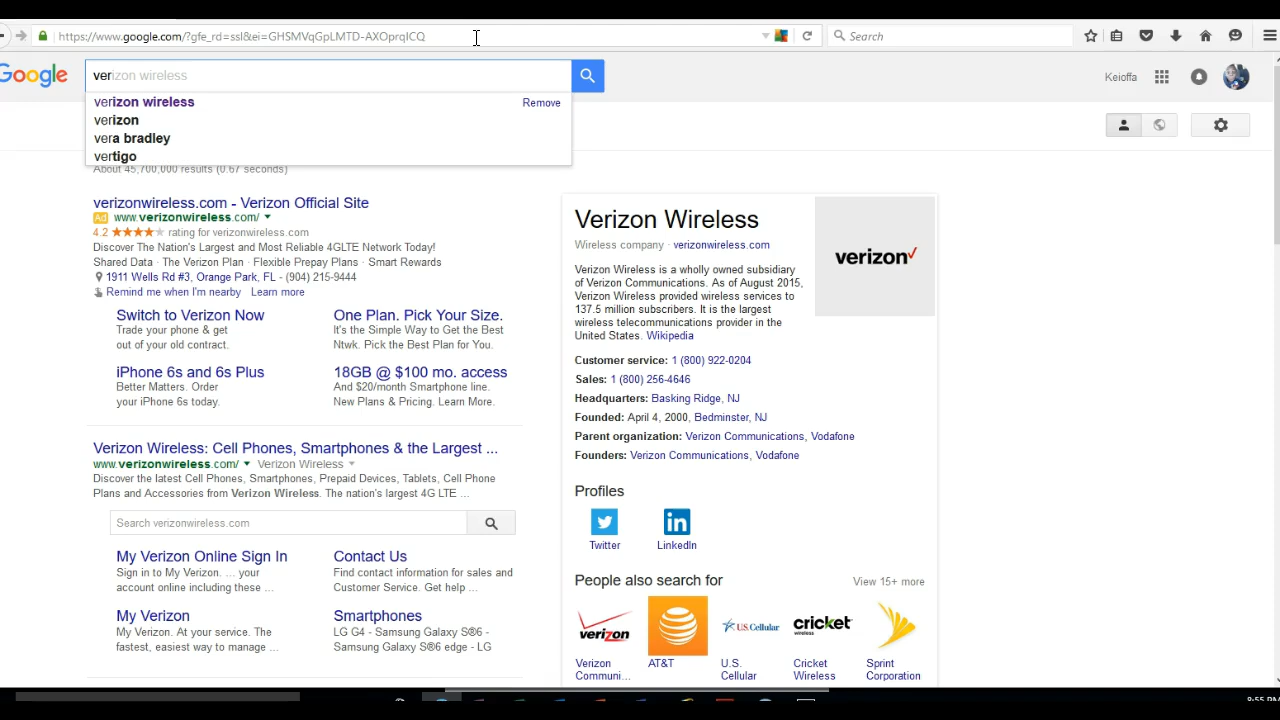 https://www.google.com/?gfe_rd=ssl&ei=GHSMVqGpLMTD-AXOprqICQ
Search
Google
verizon wireless
Keioffa
verizon wireless
Remove
verizon
vera bradley
vertigo
About 45,700,000 results (0.67 seconds)
verizonwireless.com - Verizon Official Site
Ad www.verizonwireless.com/
4.2 rating for verizonwireless.com
Discover The Nation's Largest and Most Reliable 4GLTE Network Today!
Shared Data · The Verizon Plan · Flexible Prepay Plans · Smart Rewards
1911 Wells Rd #3, Orange Park, FL - (904) 215-9444
Remind me when I'm nearby Learn more
Switch to Verizon Now
Trade your phone & get
out of your old contract.
One Plan. Pick Your Size.
It's the Simple Way to Get the Best
Ntwk. Pick the Best Plan for You.
iPhone 6s and 6s Plus
Better Matters. Order
your iPhone 6s today.
18GB @ $100 mo. access
And $20/month Smartphone line.
New Plans & Pricing. Learn More.
Verizon Wireless: Cell Phones, Smartphones & the Largest ...
www.verizonwireless.com/ Verizon Wireless
Discover the latest Cell Phones, Smartphones, Prepaid Devices, Tablets, Cell Phone
Plans and Accessories from Verizon Wireless. The nation's largest 4G LTE ...
Search verizonwireless.com
My Verizon Online Sign In
Sign in to My Verizon. ... your
account online including these ...
Contact Us
Find contact information for sales and
Customer Service. Get help ...
My Verizon
My Verizon. At your service. The
fastest, easiest way to manage ...
Smartphones
LG G4 - Samsung Galaxy S®6 -
Samsung Galaxy S®6 edge - LG
Verizon Wireless
Wireless company · verizonwireless.com
verizon
Verizon Wireless is a wholly owned subsidiary
of Verizon Communications. As of August 2015,
Verizon Wireless provided wireless services to
137.5 million subscribers. It is the largest
wireless telecommunications provider in the
United States. Wikipedia
Customer service: 1 (800) 922-0204
Sales: 1 (800) 256-4646
Headquarters: Basking Ridge, NJ
Founded: April 4, 2000, Bedminster, NJ
Parent organization: Verizon Communications, Vodafone
Founders: Verizon Communications, Vodafone
Profiles
Twitter
LinkedIn
People also search for
View 15+ more
verizon
U.S. Cellular
cricket
wireless
Sprint
Verizon
Communi...
AT&T
U.S.
Cellular
Cricket
Wireless
Sprint
Corporation
8:55 PM